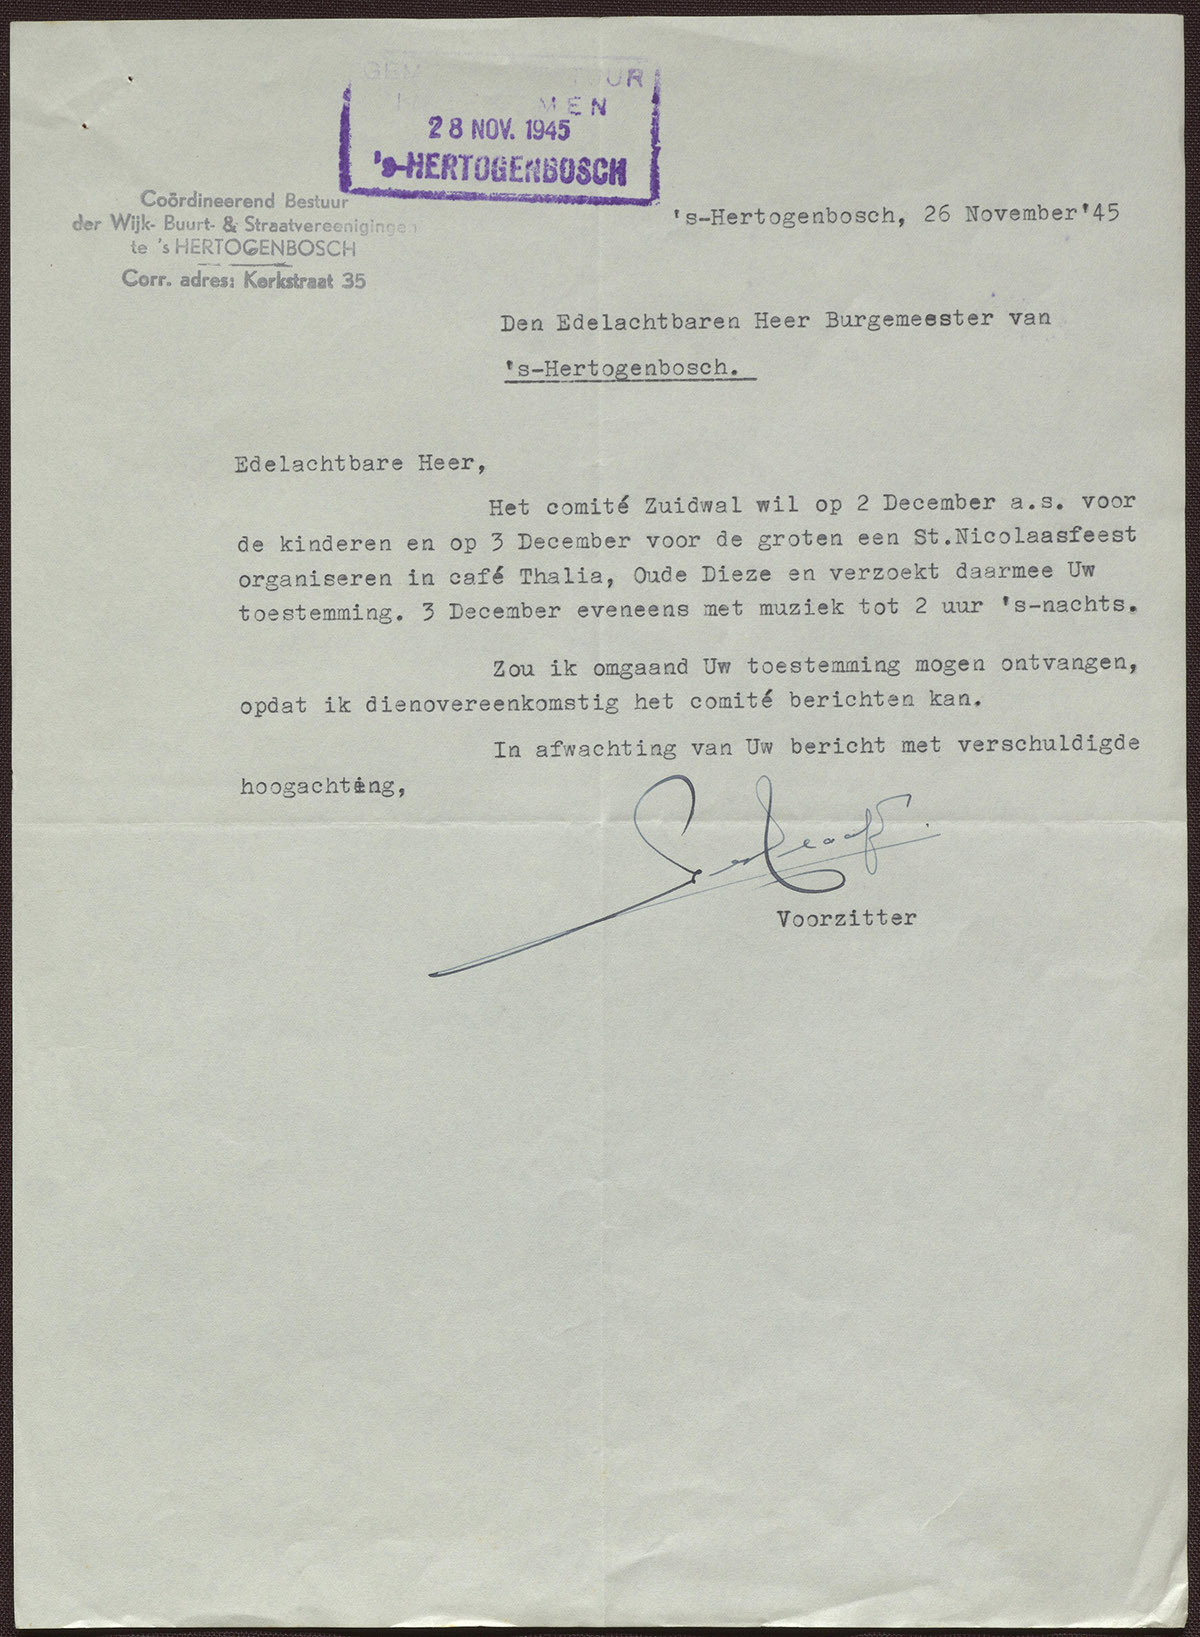 28 NOV. 1945
's-HERTOGENBOSCH
Coördineerend Bestuur
der Wijk- Buurt- & Straatvereenigingen
te 's HERTOGENBOSCH
Corr. adres: Kerkstraat 35
's-Hertogenbosch, 26 November'45
Den Edelachtbaren Heer Burgemeester van
's-Hertogenbosch.
Edelachtbare Heer,
Het comité Zuidwal wil op 2 December a.s. voor
de kinderen en op 3 December voor de groten een St.Nicolaasfeest
organiseren in café Thalia, Oude Dieze en verzoekt daarmee Uw
toestemming. 3 December eveneens met muziek tot 2 uur 's-nachts.
Zou ik omgaand Uw toestemming mogen ontvangen,
opdat ik dienovereenkomstig het comité berichten kan.
In afwachting van Uw bericht met verschuldigde
hoogachting,
Voorzitter